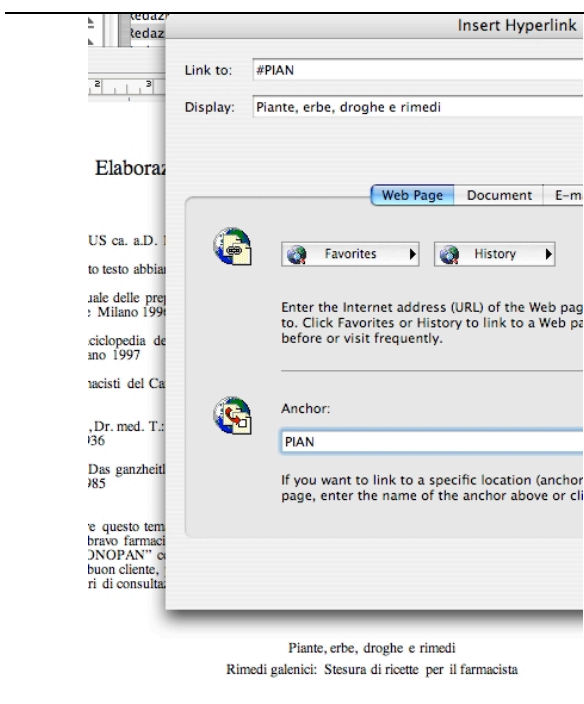 Redaz
Insert Hyperlink
Link to: #PIAN
2 3
Display: Piante, erbe, droghe e rimedi
Elaboraz
Web Page Document E-m
US ca. a.D.
to testo abbia
Favorites History
uale delle prep
e Milano 199
Enter the Internet address (URL) of the Web pag
to. Click Favorites or History to link to a Web pa
before or visit frequently.
ciclopedia de
ano 1997
nacisti del Ca
Anchor:
, Dr. med. T.:
936
PIAN
Das ganzheitl
985
If you want to link to a specific location (anchor
page, enter the name of the anchor above or cli
e questo tem
bravo farmaci
ONOPAN” c
buon cliente,
ri di consulta
Piante, erbe, droghe e rimedi
Rimedi galenici: Stesura di ricette per il farmacista